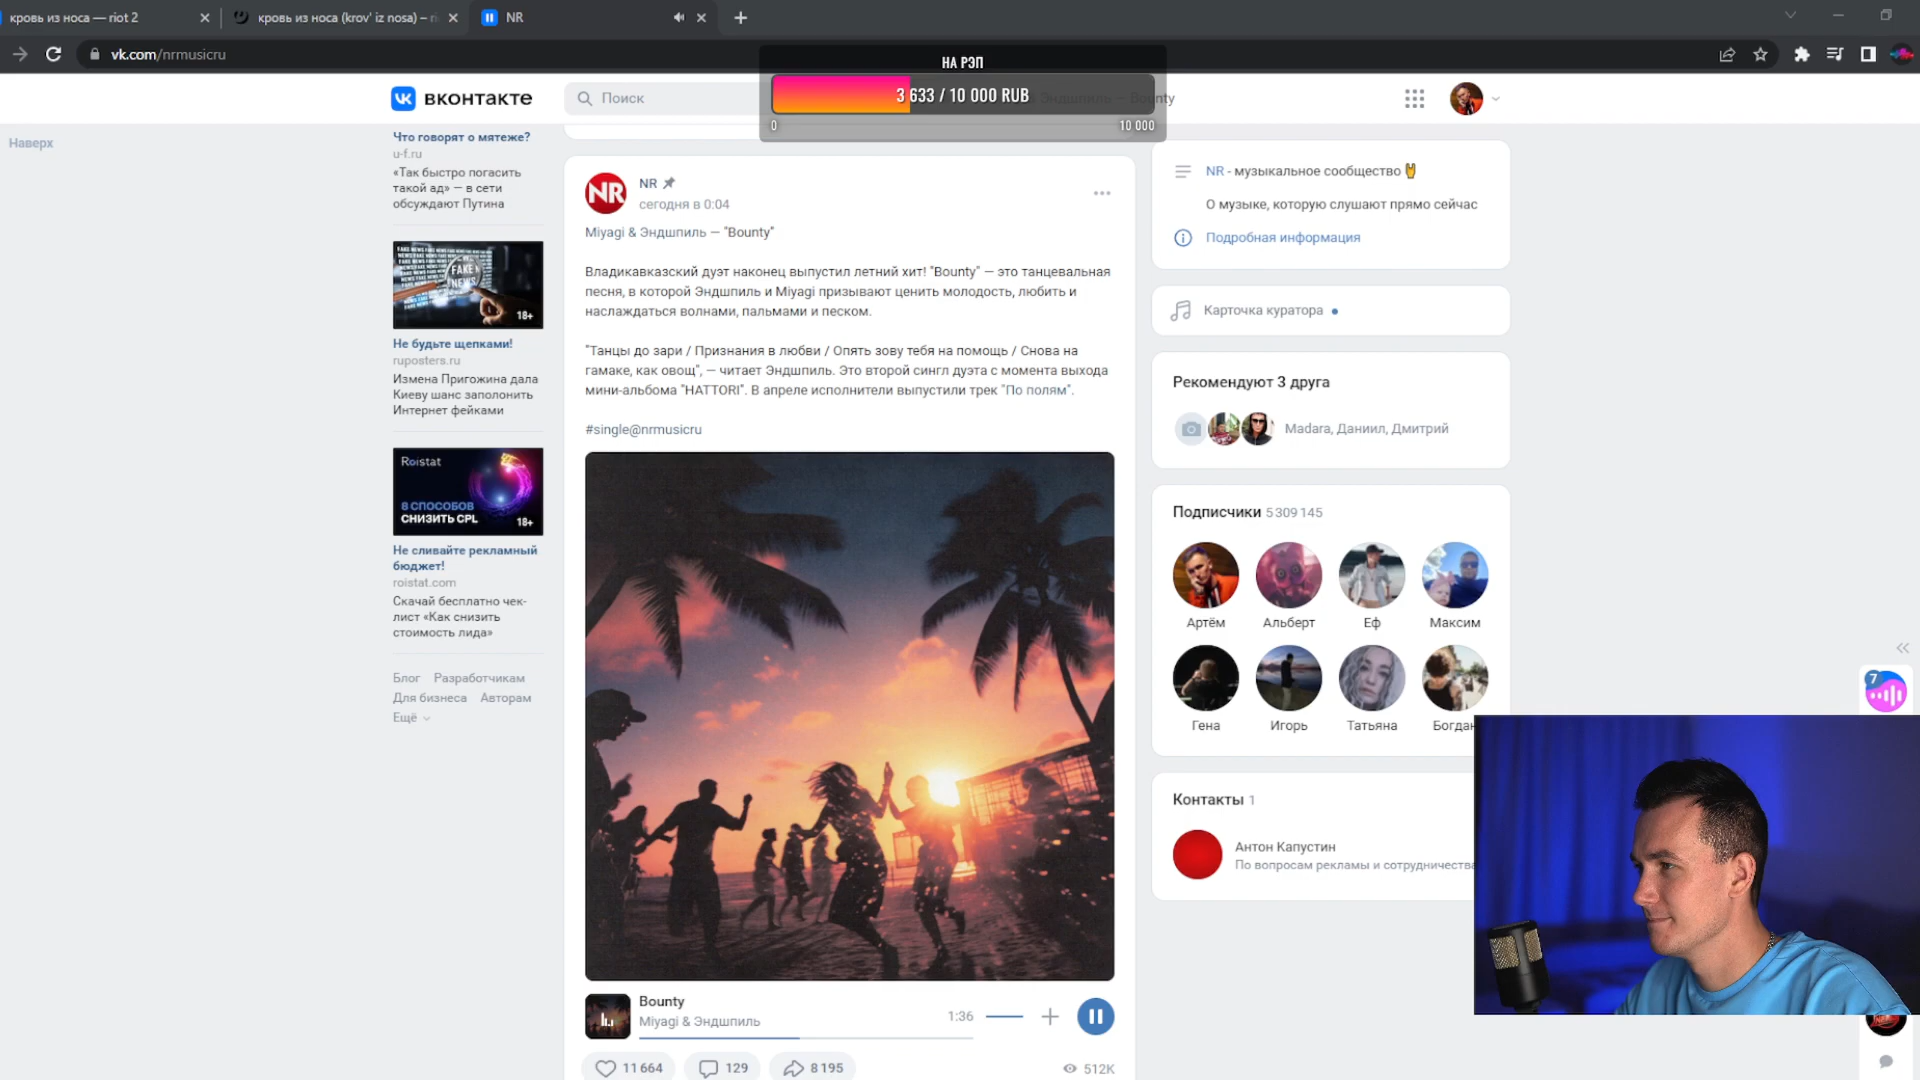 кровь из носа — riot 2
кровь из носа (krov' iz nosa) –
NR
vk.com/nrmusicru
НА РЭП
3 633 / 10 000 RUB
0
10 000
вконтакте
Поиск
Эндшпиль — Bounty
Наверх
Что говорят о мятеже?
u-f.ru
«Так быстро погасить
такой ад» — в сети
обсуждают Путина
FAKE
NEWS
18+
Не будьте щепками!
ruposters.ru
Измена Пригожина дала
Киеву шанс заполонить
Интернет фейками
Roistat
8 СПОСОБОВ
СНИЗИТЬ CPL
18+
Не сливайте рекламный
бюджет!
roistat.com
Скачай бесплатно чек-
лист «Как снизить
стоимость лида»
Блог Разработчикам
Для бизнеса Авторам
Ещё
NR
NR
сегодня в 0:04
Miyagi & Эндшпиль — "Bounty"
Владикавказский дуэт наконец выпустил летний хит! "Bounty" — это танцевальная
песня, в которой Эндшпиль и Miyagi призывают ценить молодость, любить и
наслаждаться волнами, пальмами и песком.
"Танцы до зари / Признания в любви / Опять зову тебя на помощь / Снова на
гамаке, как овощ", — читает Эндшпиль. Это второй сингл дуэта с момента выхода
мини-альбома "HATTORI". В апреле исполнители выпустили трек "По полям".
#single@nrmusicru
Bounty
Miyagi & Эндшпиль
1:36
11 664
129
8 195
512K
NR - музыкальное сообщество
О музыке, которую слушают прямо сейчас
Подробная информация
Карточка куратора
Рекомендуют 3 друга
Madara, Даниил, Дмитрий
Подписчики 5 309 145
Артём Альберт Еф Максим
Гена Игорь Татьяна Богдан
Контакты 1
Антон Капустин
По вопросам рекламы и сотрудничества
7